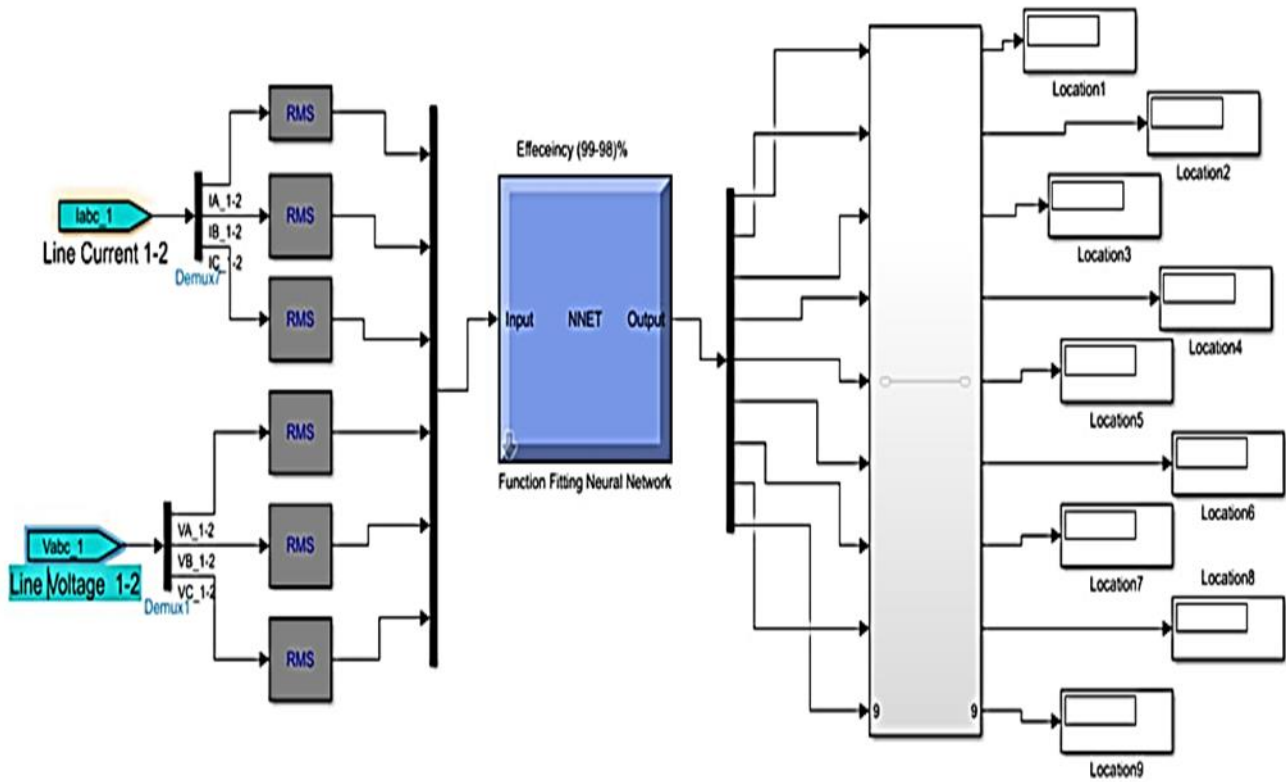 Effeceincy (99-98)%
Iabc_1
Line Current 1-2
IA_1-2
IB_1-2
IC_1-2
Demux7
RMS
RMS
RMS
Vabc_1
Line Voltage 1-2
VA_1-2
VB_1-2
VC_1-2
Demux1
RMS
RMS
RMS
Input NNET Output
Function Fitting Neural Network
9 9
Location1
Location2
Location3
Location4
Location5
Location6
Location7
Location8
Location9